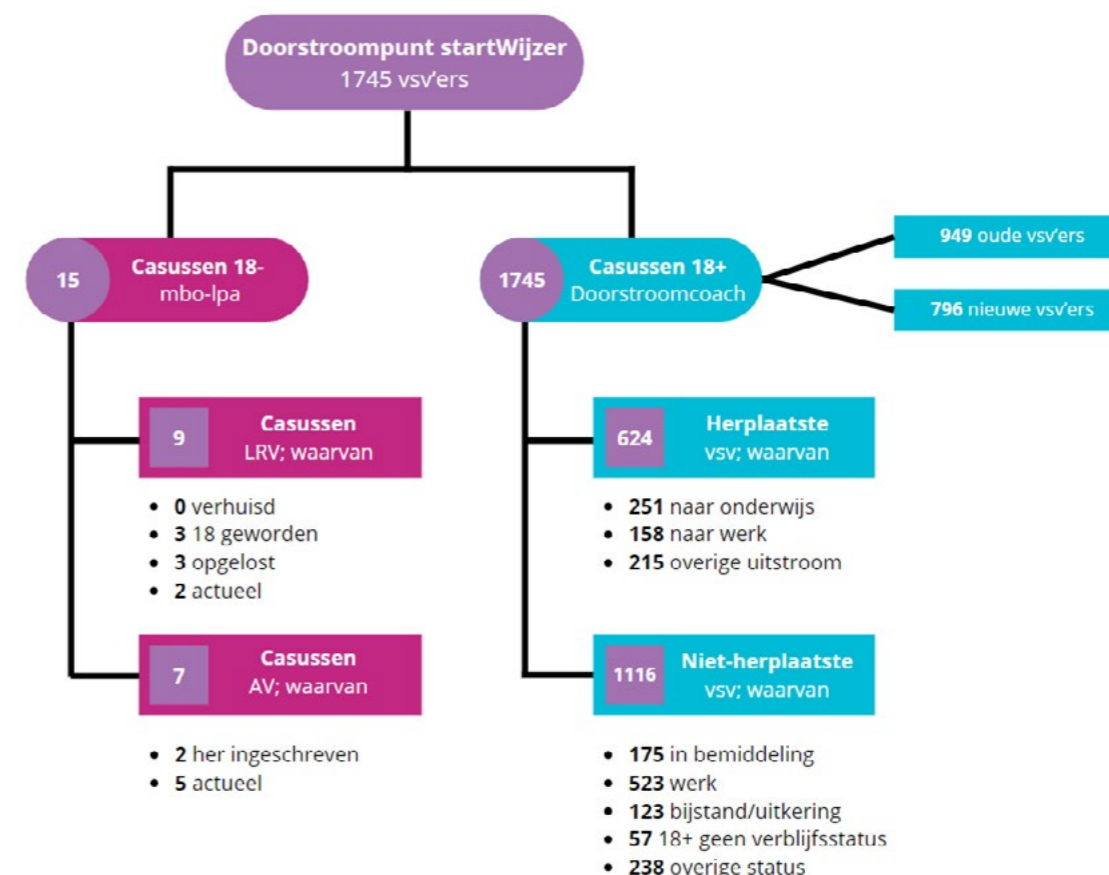 Doorstroompunt startWijzer
1745 vsv'ers
15
Casussen 18-
mbo-lpa
1745
Casussen 18+
Doorstroomcoach
949 oude vsv'ers
796 nieuwe vsv'ers
9
Casussen
LRV; waarvan
• 0 verhuisd
• 3 18 geworden
• 3 opgelost
• 2 actueel
7
Casussen
AV; waarvan
• 2 her ingeschreven
• 5 actueel
624
Herplaatste
vsv; waarvan
• 251 naar onderwijs
• 158 naar werk
• 215 overige uitstroom
1116
Niet-herplaatste
vsv; waarvan
• 175 in bemiddeling
• 523 werk
• 123 bijstand/uitkering
• 57 18+ geen verblijfsstatus
• 238 overige status